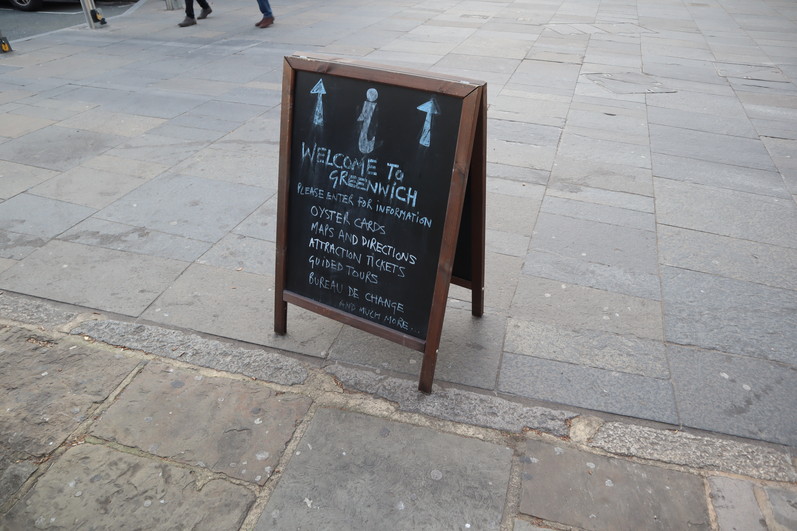 i
WELCOME TO
GREENWICH
PLEASE ENTER FOR INFORMATION
OYSTER CARDS
MAPS AND DIRECTIONS
ATTRACTION TICKETS
GUIDED TOURS
BUREAU DE CHANGE
AND MUCH MORE...